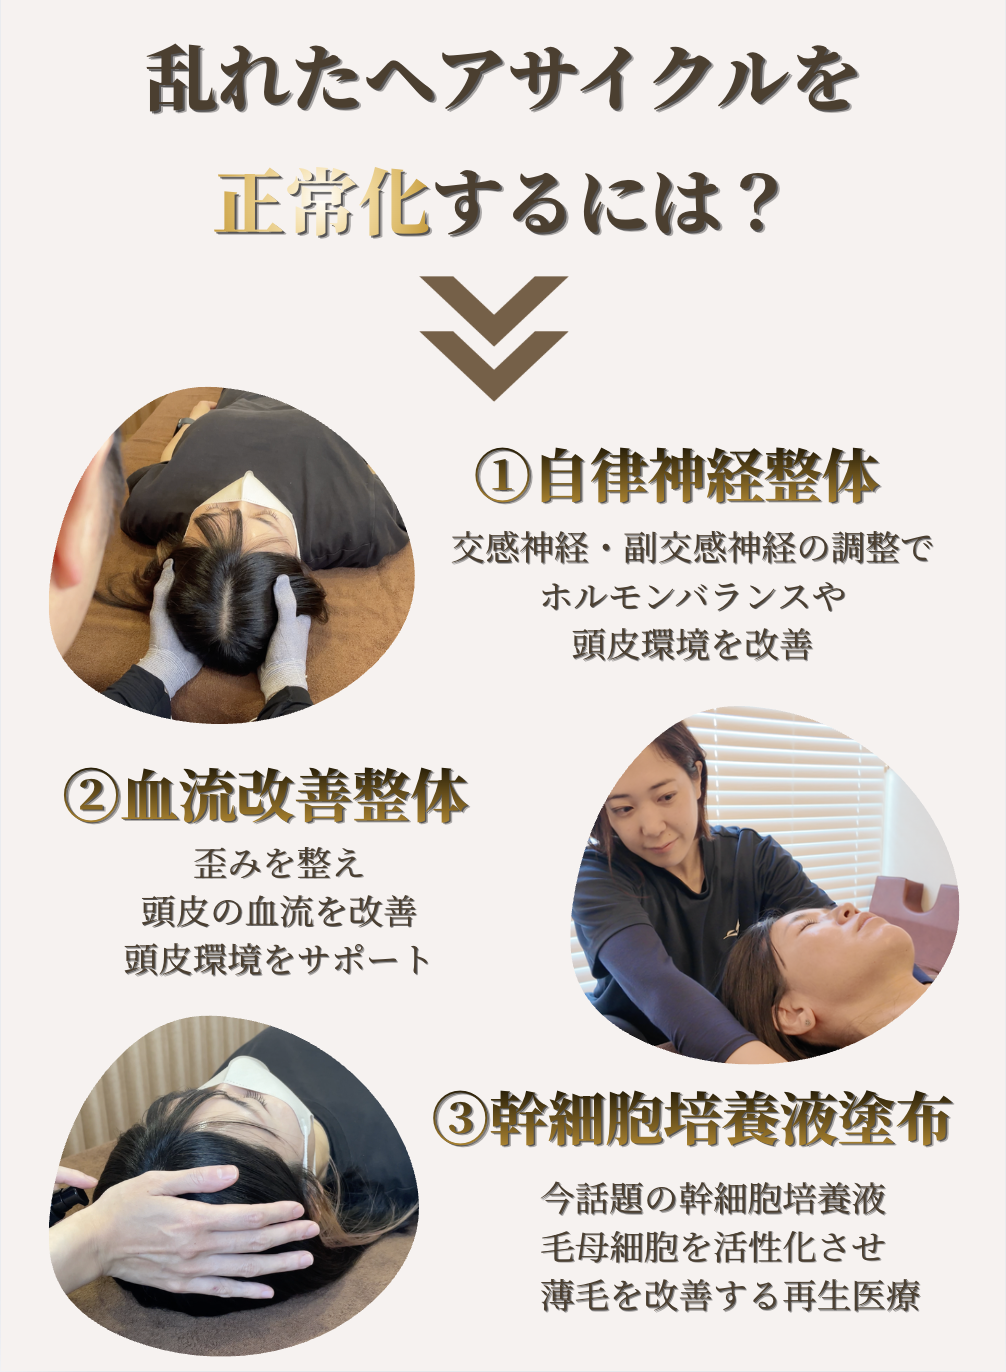 乱れたヘアサイクルを
正常化するには？
①自律神経整体
交感神経・副交感神経の調整で
ホルモンバランスや
頭皮環境を改善
②血流改善整体
歪みを整え
頭皮の血流を改善
頭皮環境をサポート
③幹細胞培養液塗布
今話題の幹細胞培養液
毛母細胞を活性化させ
薄毛を改善する再生医療